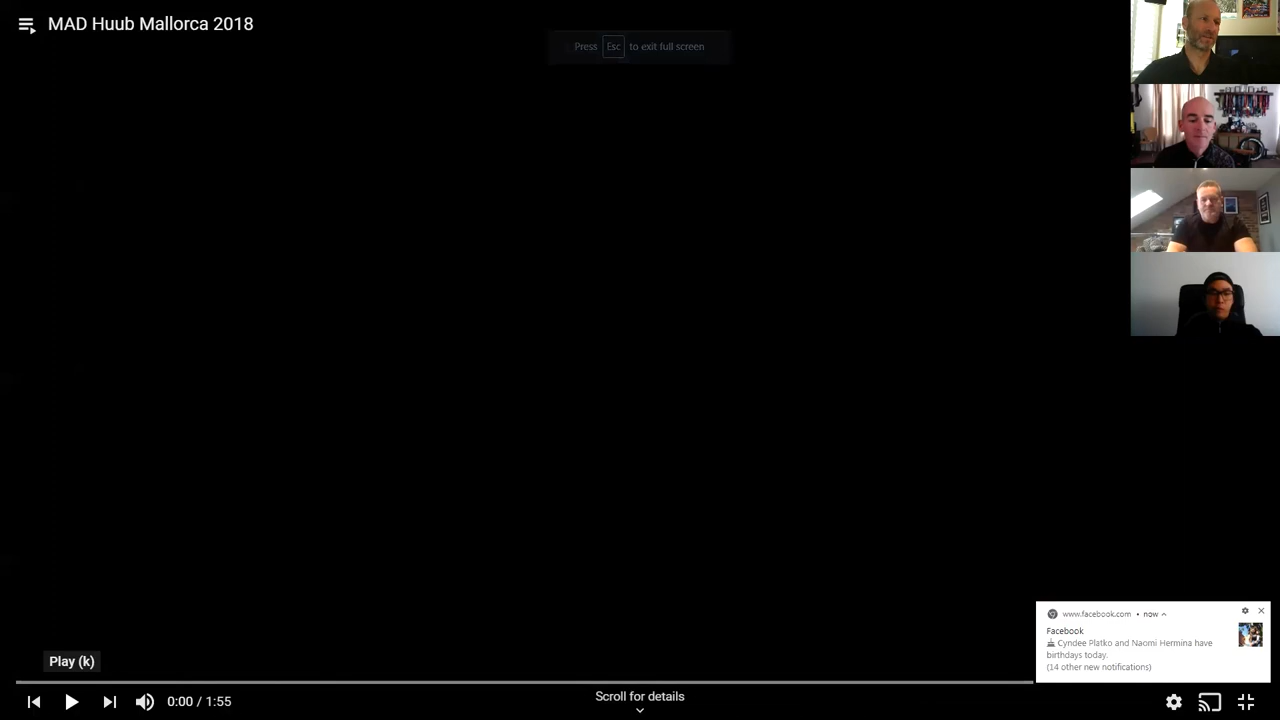 MAD Huub Mallorca 2018
Press Esc to exit full screen
www.facebook.com • now
Facebook
Cyndee Platko and Naomi Hermina have
birthdays today.
(14 other new notifications)
Play (k)
0:00 / 1:55
Scroll for details